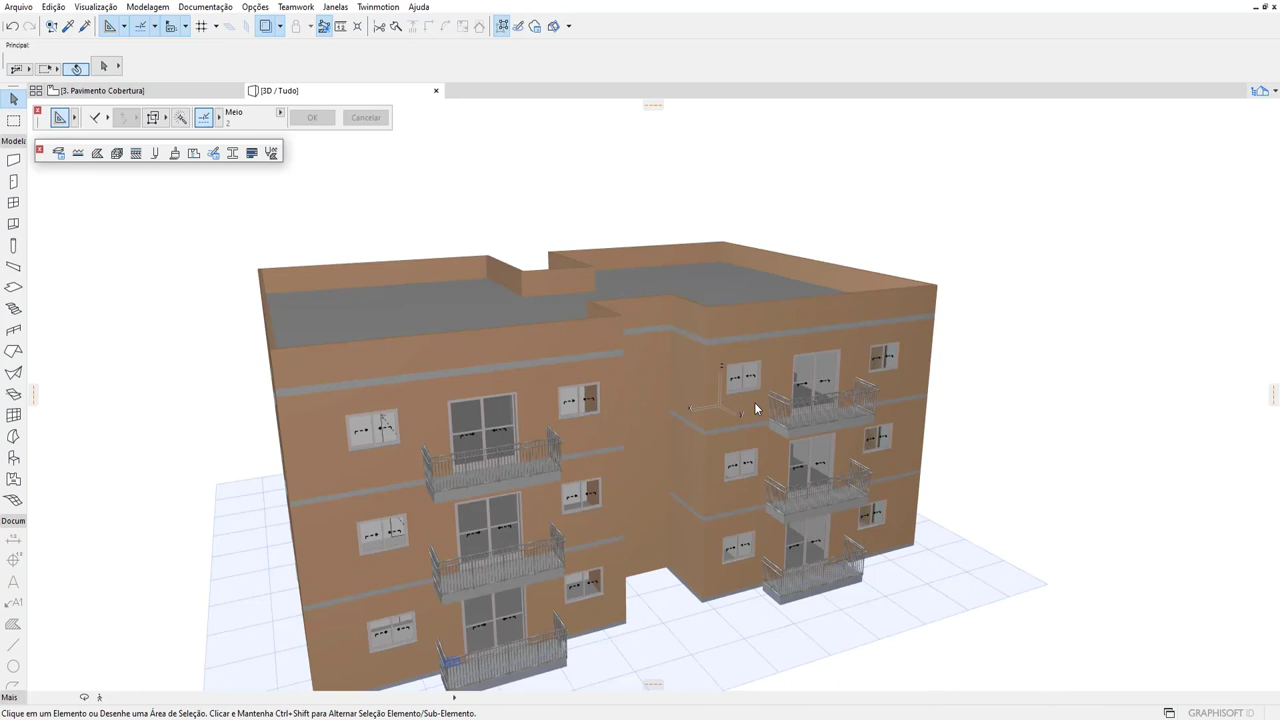 Arquivo Edição Visualização Modelagem Documentação Opções Teamwork Janelas Twinmotion Ajuda
Principal:
[3. Pavimento Cobertura] [3D / Tudo]
Meio
2
OK Cancelar
Modela
Docum
A
A1
Mais
Clique em um Elemento ou Desenhe uma Área de Seleção. Clicar e Mantenha Ctrl+Shift para Alternar Seleção Elemento/Sub-Elemento.
GRAPHISOFT ID